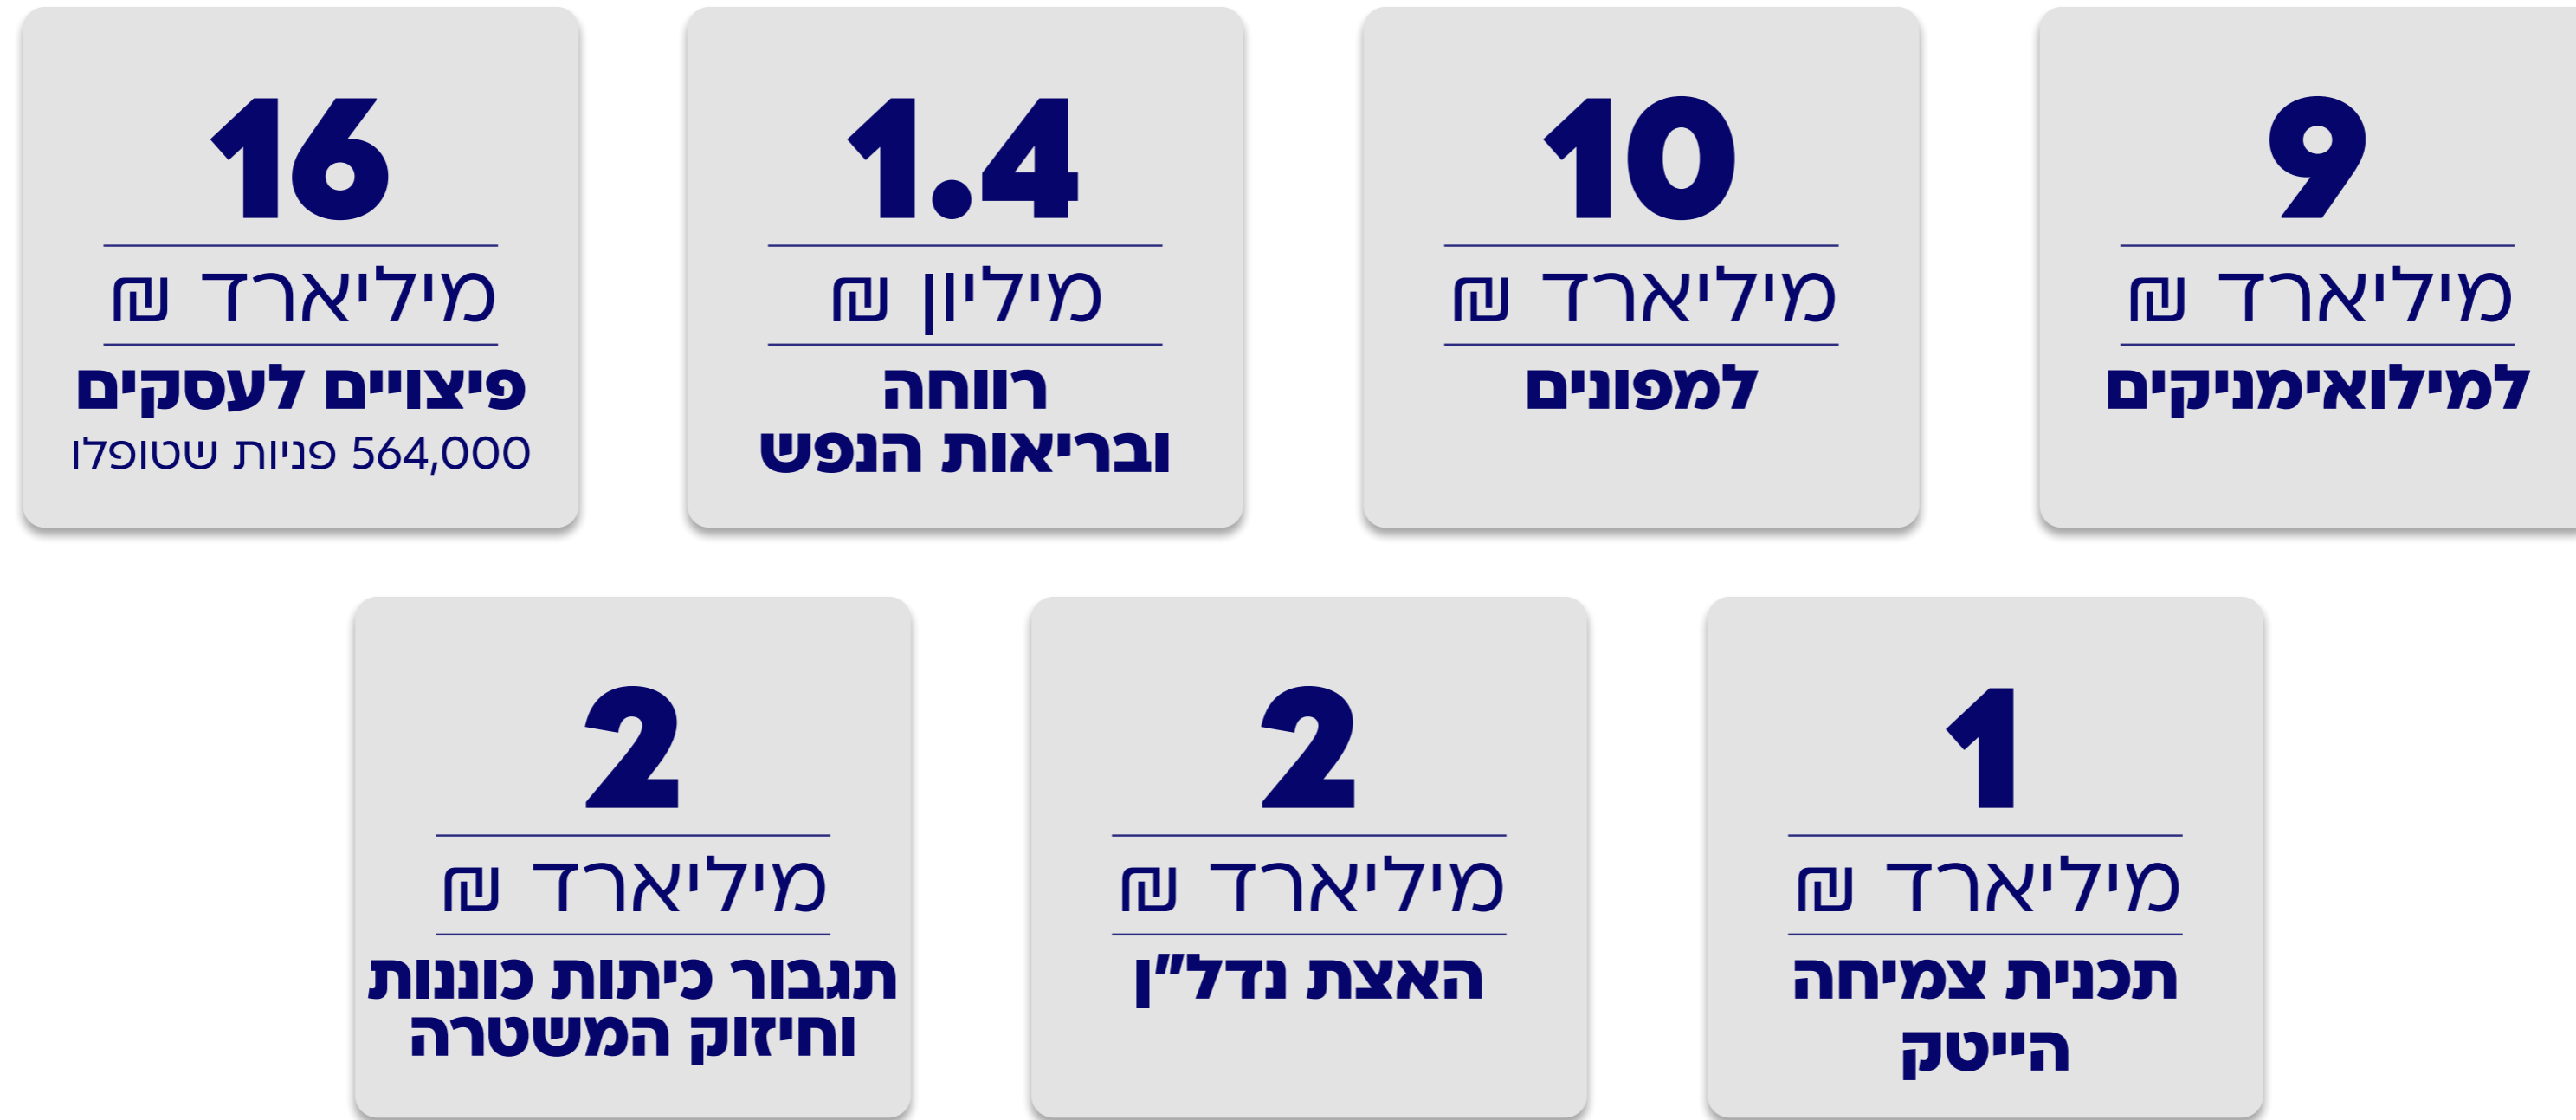 9
מיליארד ₪
למילואימניקים
10
מיליארד ₪
למפונים
1.4
מיליון ₪
רווחה
ובריאות הנפש
16
מיליארד ₪
פיצויים לעסקים
564,000 פניות שטופלו
1
מיליארד ₪
תכנית צמיחה
הייטק
2
מיליארד ₪
האצת נדל"ן
2
מיליארד ₪
תגבור כיתות כוננות
וחיזוק המשטרה